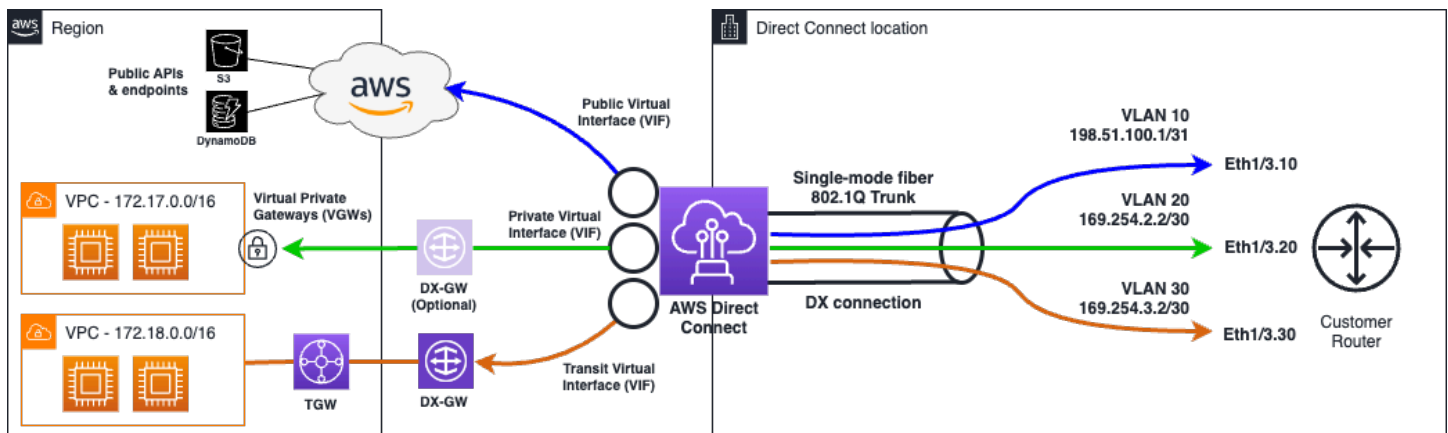 aws
Region
Public APIs
& endpoints
S3
DynamoDB
aws
Public Virtual
Interface (VIF)
VPC - 172.17.0.0/16
Virtual Private
Gateways (VGWs)
DX-GW
(Optional)
Private Virtual
Interface (VIF)
VPC - 172.18.0.0/16
TGW
DX-GW
Transit Virtual
Interface (VIF)
Direct Connect location
AWS Direct
Connect
Single-mode fiber
802.1Q Trunk
DX connection
VLAN 10
198.51.100.1/31
Eth1/3.10
VLAN 20
169.254.2.2/30
Eth1/3.20
VLAN 30
169.254.3.2/30
Eth1/3.30
Customer
Router